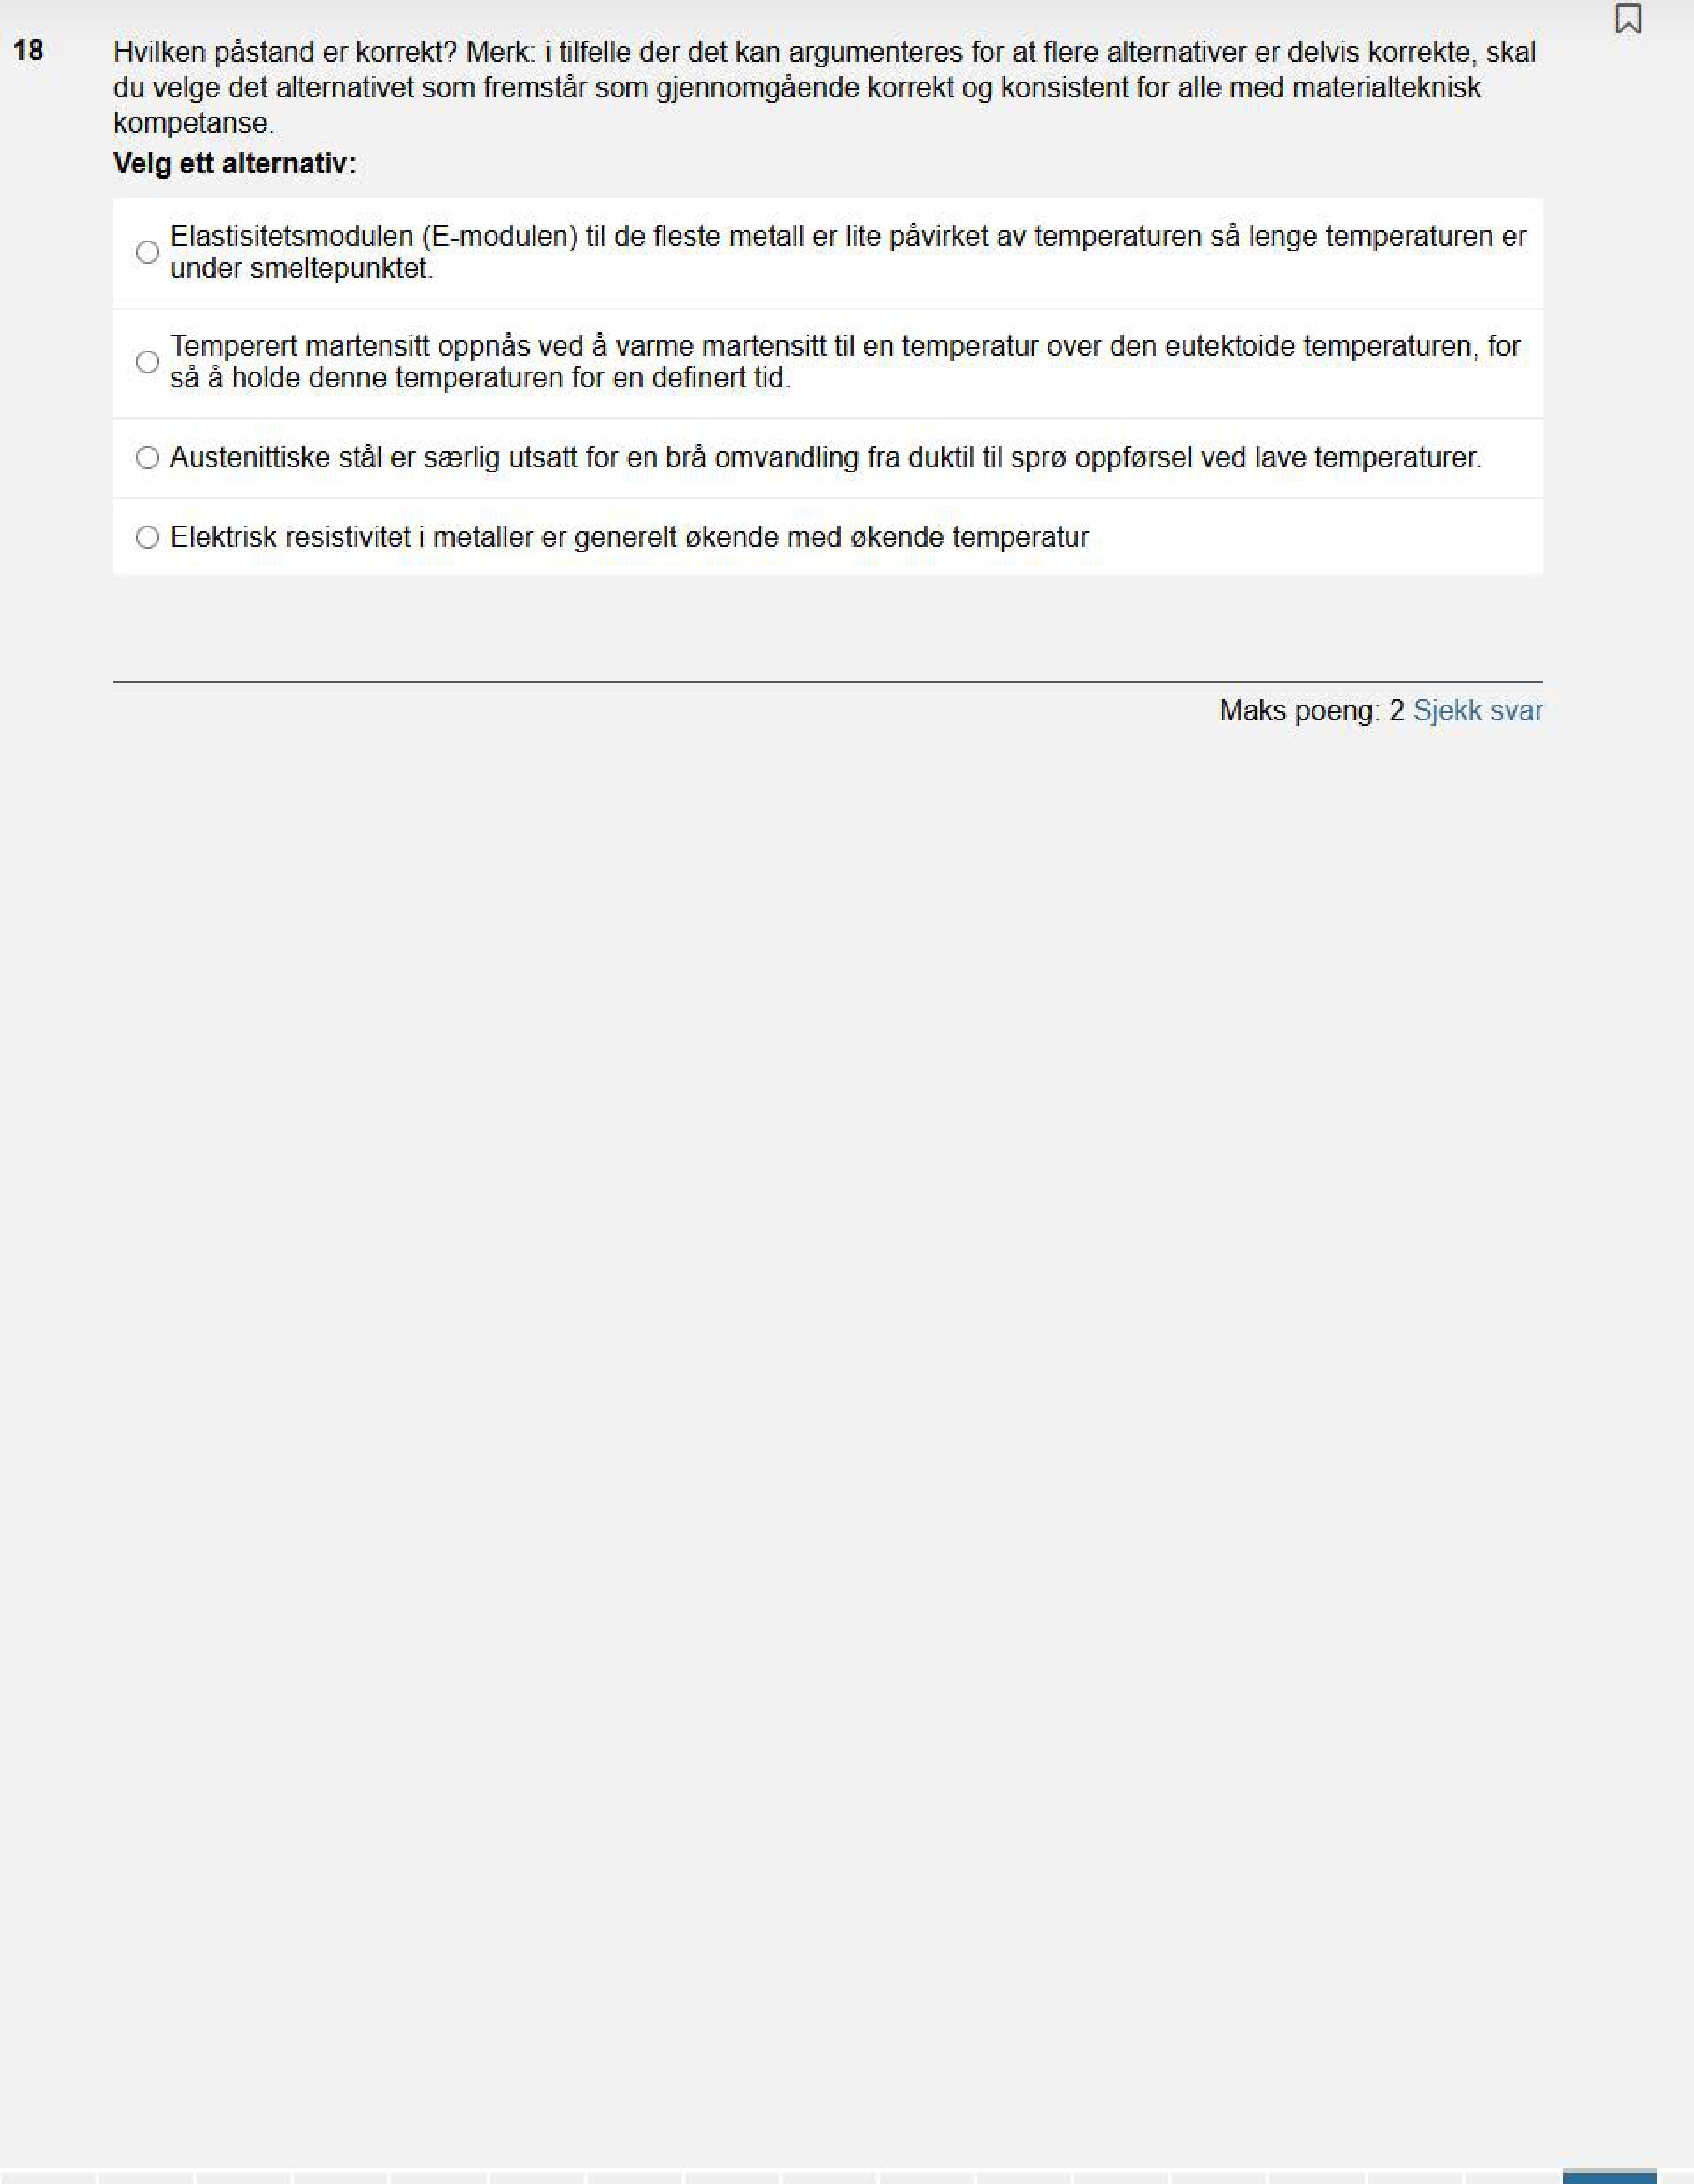 18
Hvilken påstand er korrekt? Merk: i tilfelle der det kan argumenteres for at flere alternativer er delvis korrekte, skal
du velge det alternativet som fremstår som gjennomgående korrekt og konsistent for alle med materialteknisk
kompetanse.
Velg ett alternativ:
Elastisitetsmodulen (E-modulen) til de fleste metall er lite påvirket av temperaturen så lenge temperaturen er
under smeltepunktet.
Temperert martensitt oppnås ved å varme martensitt til en temperatur over den eutektoide temperaturen, for
så å holde denne temperaturen for en definert tid.
Austenittiske stål er særlig utsatt for en brå omvandling fra duktil til sprø oppførsel ved lave temperaturer.
Elektrisk resistivitet i metaller er generelt økende med økende temperatur
Maks poeng: 2 Sjekk svar